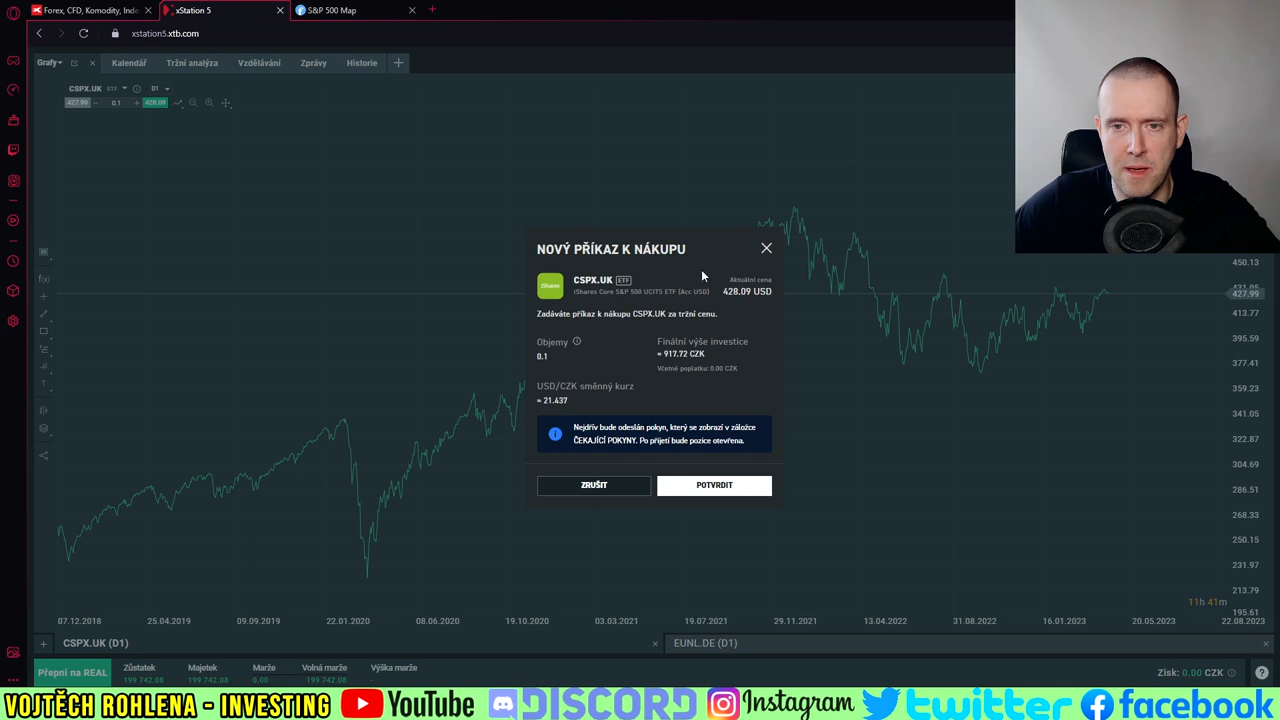 Forex, CFD, Komodity, Inde
xStation 5
S&P 500 Map
xstation5.xtb.com
Grafy
Kalendář
Tržní analýza
Vzdělávání
Zprávy
Historie
CSPX.UK ETF
D1
427.99
0.1
428.09
NOVÝ PŘÍKAZ K NÁKUPU
iShares
CSPX.UK ETF
iShares Core S&P 500 UCITS ETF (Acc USD)
Aktuální cena
428.09 USD
Zadáváte příkaz k nákupu CSPX.UK za tržní cenu.
Objemy
0.1
Finální výše investice
≈ 917.72 CZK
Včetně poplatku: 0.00 CZK
USD/CZK směnný kurz
≈ 21.437
Nejdřív bude odeslán pokyn, který se zobrazí v záložce
ČEKAJÍCÍ POKYNY. Po přijetí bude pozice otevřena.
ZRUŠIT
POTVRDIT
450.13
427.99
413.77
395.59
377.41
359.23
341.05
322.87
304.69
286.51
268.33
250.15
231.97
213.79
195.61
11h 41m
07.12.2018
25.04.2019
09.09.2019
22.01.2020
08.06.2020
19.10.2020
03.03.2021
19.07.2021
29.11.2021
13.04.2022
31.08.2022
16.01.2023
20.05.2023
22.08.2023
CSPX.UK (D1)
EUNL.DE (D1)
Přepni na REAL
Zůstatek
199 742.08
Majetek
199 742.08
Marže
0.00
Volná marže
199 742.08
Výška marže
Zisk: 0.00 CZK
VOJTĚCH ROHLENA - INVESTING
YouTube
DISCORD
Instagram
twitter
facebook